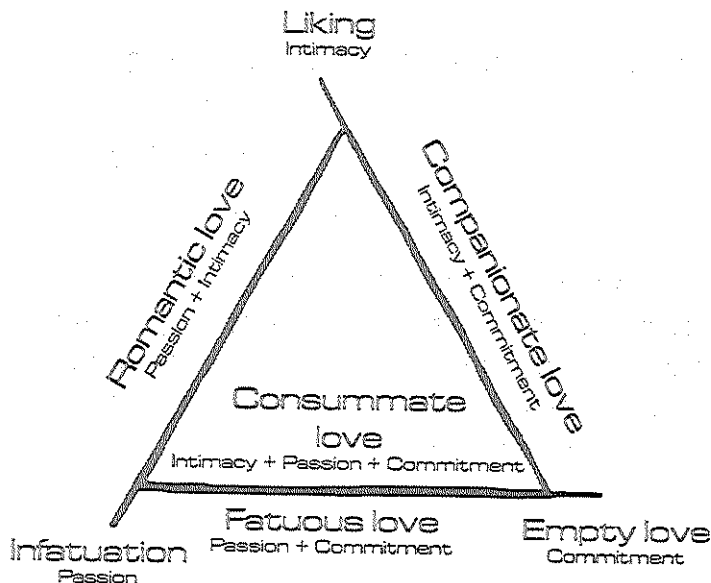 Liking
Intimacy
Romantic love
Passion + Intimacy
Companionate love
Intimacy + Commitment
Consummate
love
Intimacy + Passion + Commitment
Fatuous love
Passion + Commitment
Infatuation
Passion
Empty love
Commitment